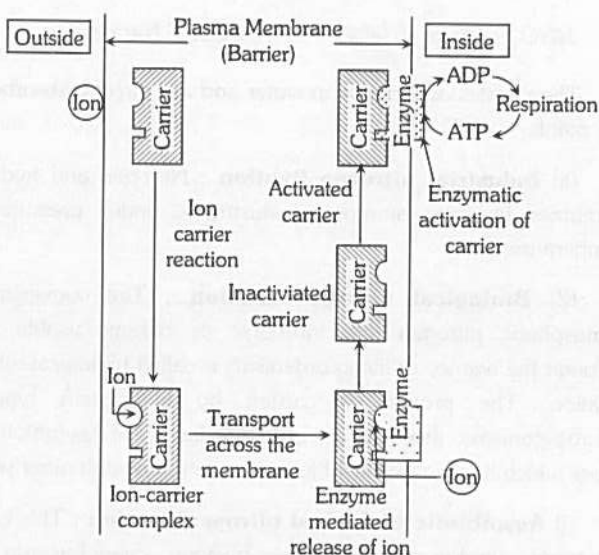 Outside
Plasma Membrane
(Barrier)
Inside
Ion
Carrier
Carrier
Enzyme
ADP
ATP
Respiration
Ion
carrier
reaction
Activated
carrier
Enzymatic
activation of
carrier
Inactiviated
carrier
Carrier
Ion
Carrier
Transport
across the
membrane
Carrier
Enzyme
Ion
Ion-carrier
complex
Enzyme
mediated
release of ion